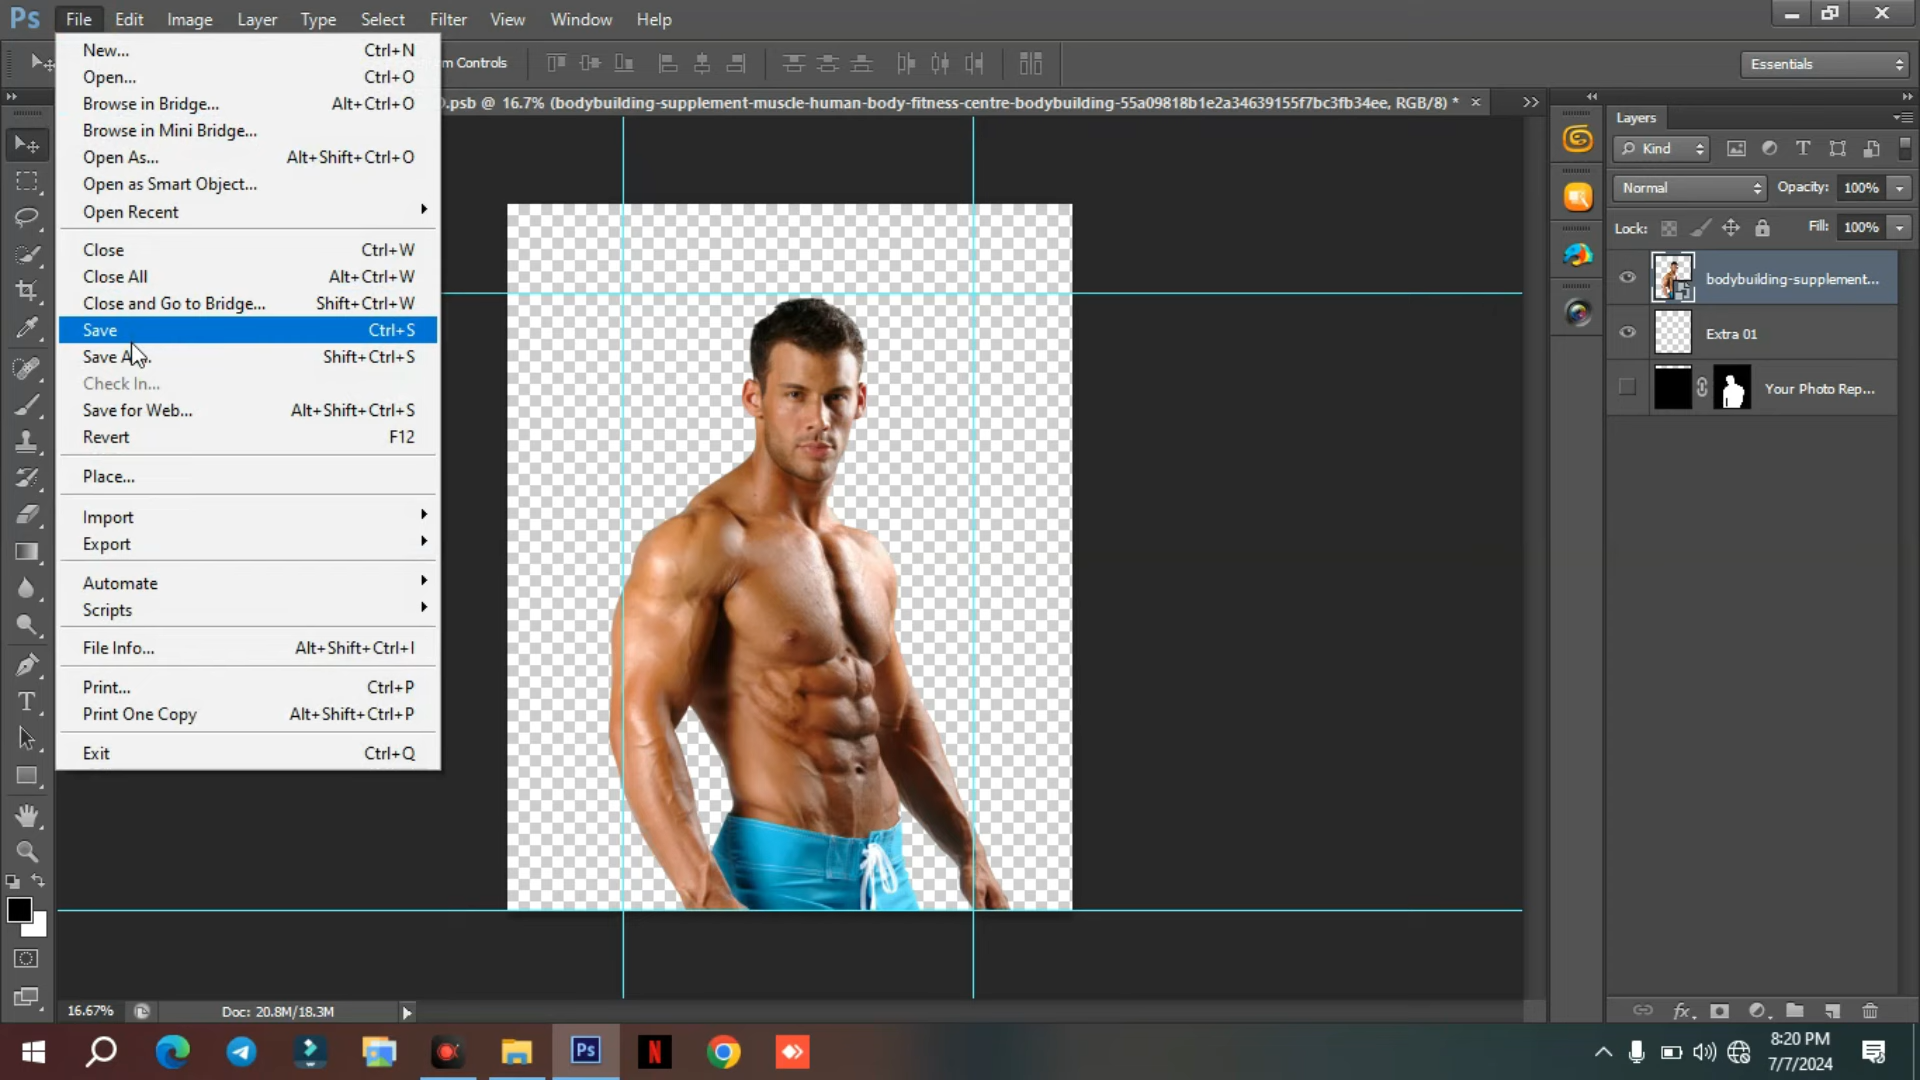 Ps File Edit Image Layer Type Select Filter View Window Help
m Controls
Essentials
.psb @ 16.7% (bodybuilding-supplement-muscle-human-body-fitness-centre-bodybuilding-55a09818b1e2a34639155f7bc3fb34ee, RGB/8) *
New... Ctrl+N
Open... Ctrl+O
Browse in Bridge... Alt+Ctrl+O
Browse in Mini Bridge...
Open As... Alt+Shift+Ctrl+O
Open as Smart Object...
Open Recent
Close Ctrl+W
Close All Alt+Ctrl+W
Close and Go to Bridge... Shift+Ctrl+W
Save Ctrl+S
Save A... Shift+Ctrl+S
Check In...
Save for Web... Alt+Shift+Ctrl+S
Revert F12
Place...
Import
Export
Automate
Scripts
File Info... Alt+Shift+Ctrl+I
Print... Ctrl+P
Print One Copy Alt+Shift+Ctrl+P
Exit Ctrl+Q
Layers
Kind
Normal Opacity: 100%
Lock: Fill: 100%
bodybuilding-supplement...
Extra 01
Your Photo Rep...
16.67% Doc: 20.8M/18.3M
fx
Ps N
8:20 PM
7/7/2024